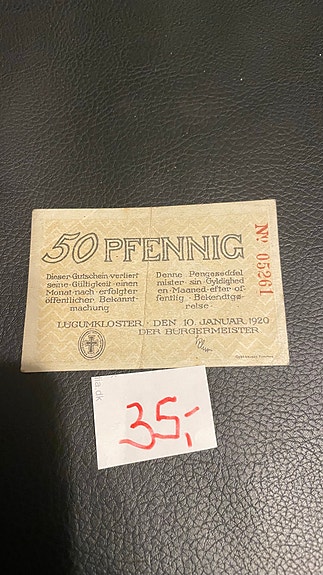 50 PFENNIG
Nº 05261
Dieser·Gutschein·verliert
seine·Gültigkeit·einen
Monat·nach·erfolgter
öffentlicher·Bekannt-
machung
Denne Pengeseddel
mister·sin·Gyldighed
en·Maaned·efter·of-
fentlig·Bekendtgø-
relse
LUGUMKLOSTER·DEN 10. JANUAR 1920
DER BÜRGERMEISTER
35,-